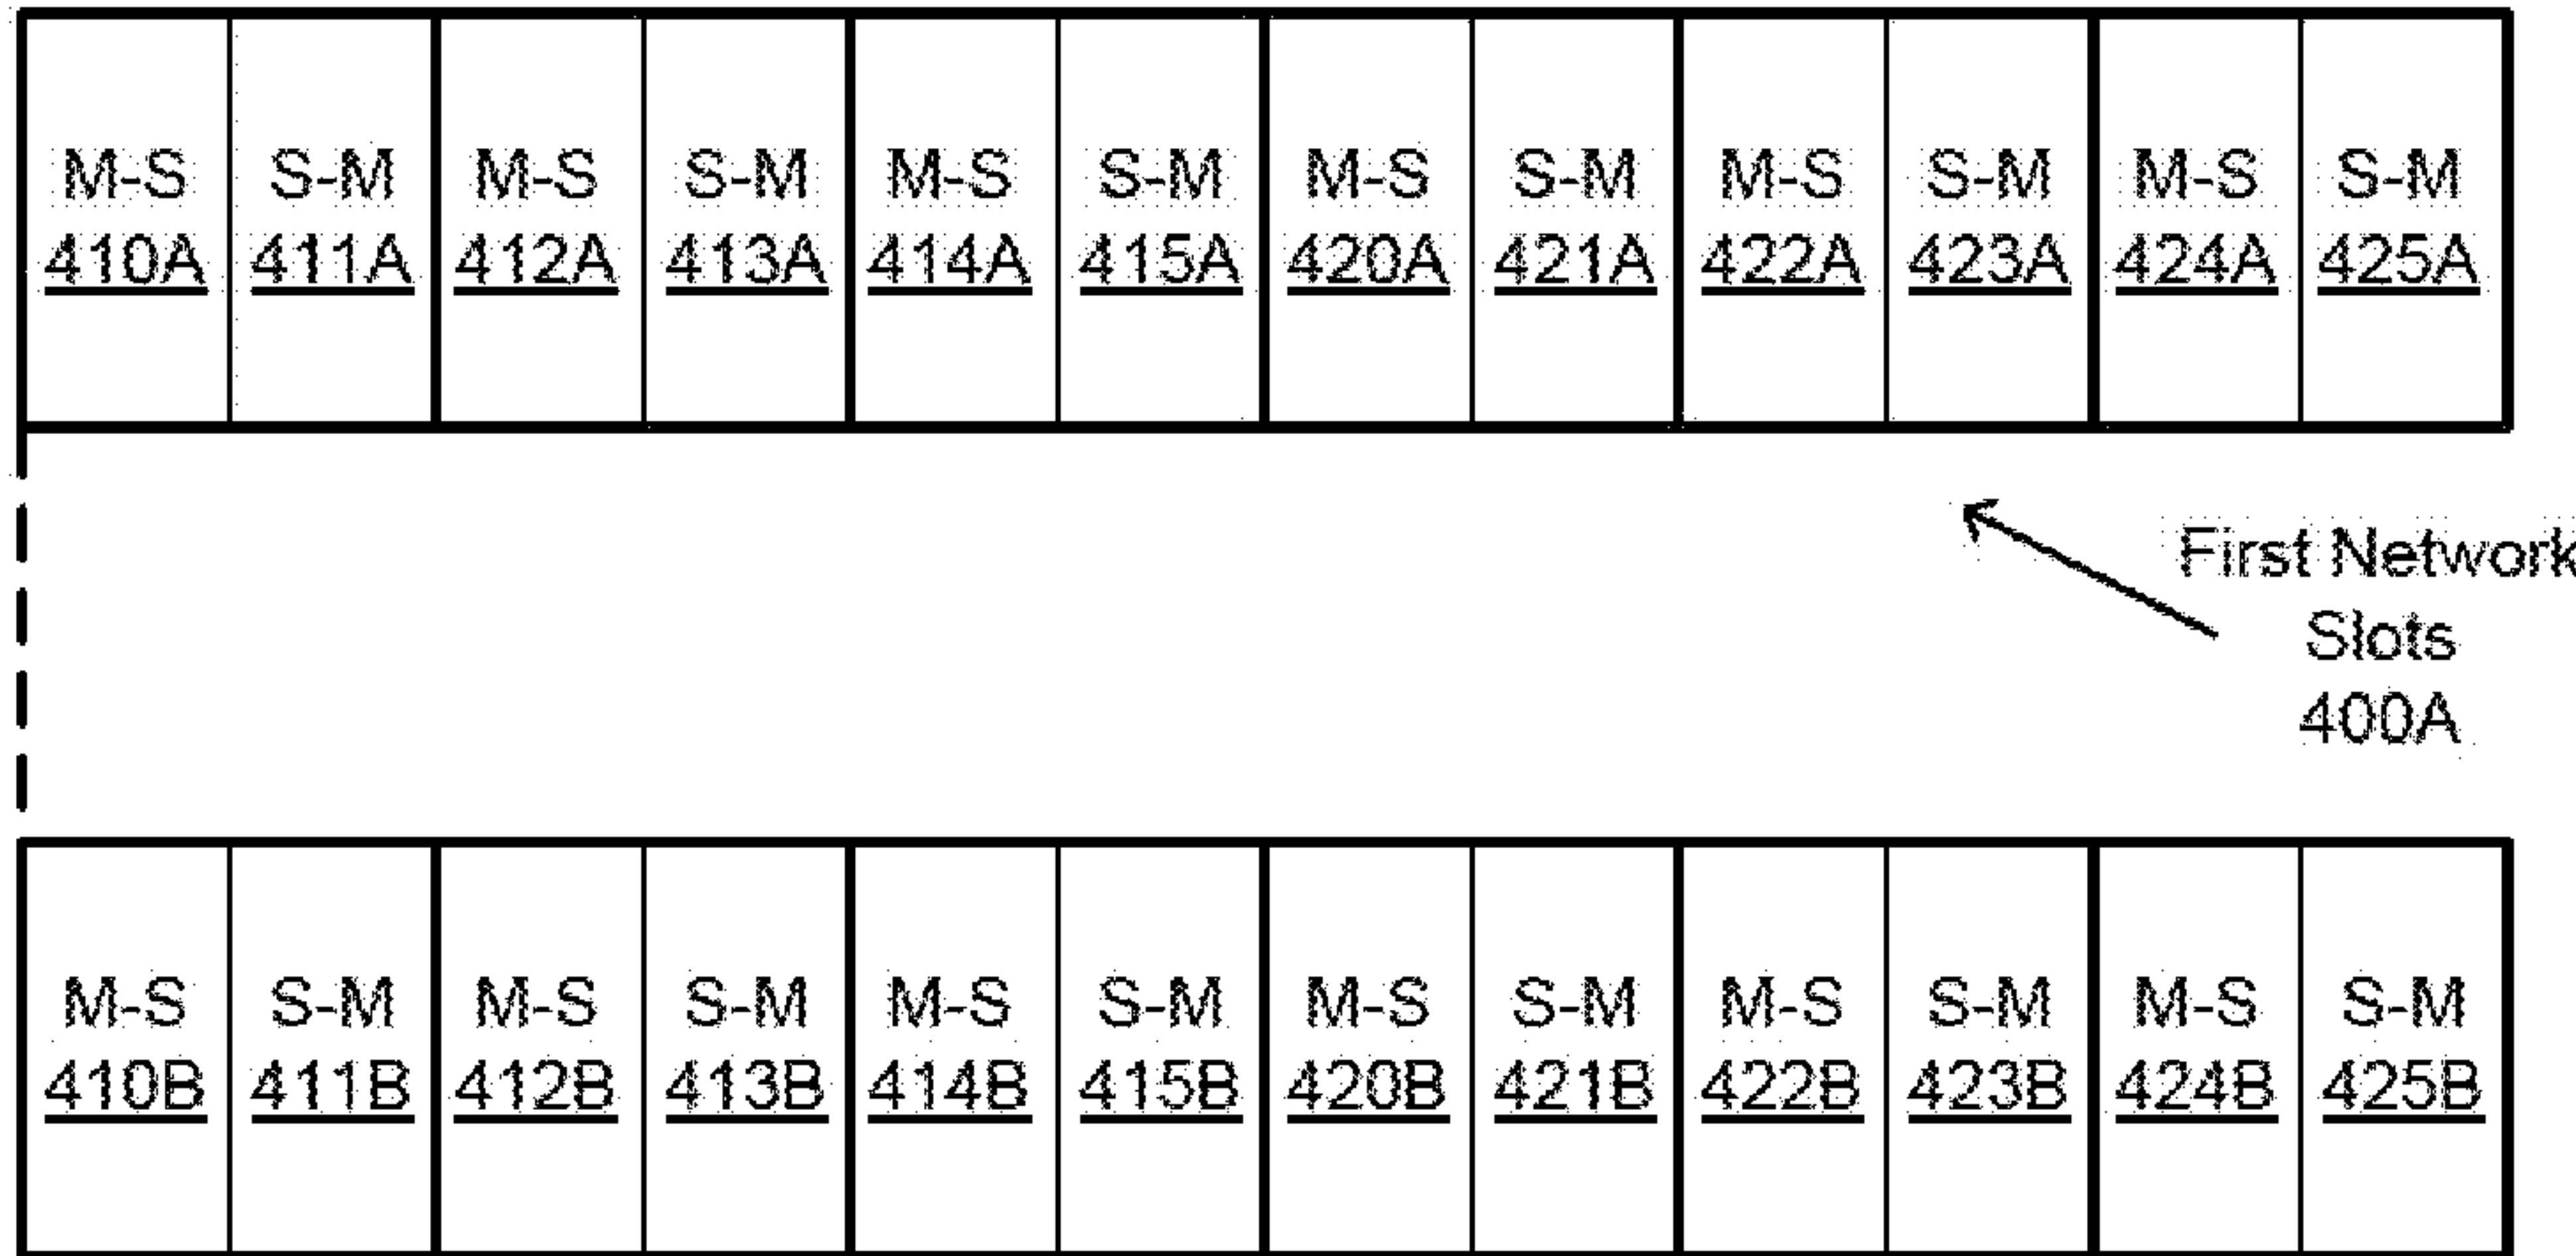 M-S S-M M-S S-M M-S S-M M-S S-M M-S S-M M-S S-M
410A 411A 412A 413A 414A 415A 420A 421A 422A 423A 424A 425A
First Network
Slots
400A
M-S S-M M-S S-M M-S S-M M-S S-M M-S S-M M-S S-M
410B 411B 412B 413B 414B 415B 420B 421B 422B 423B 424B 425B